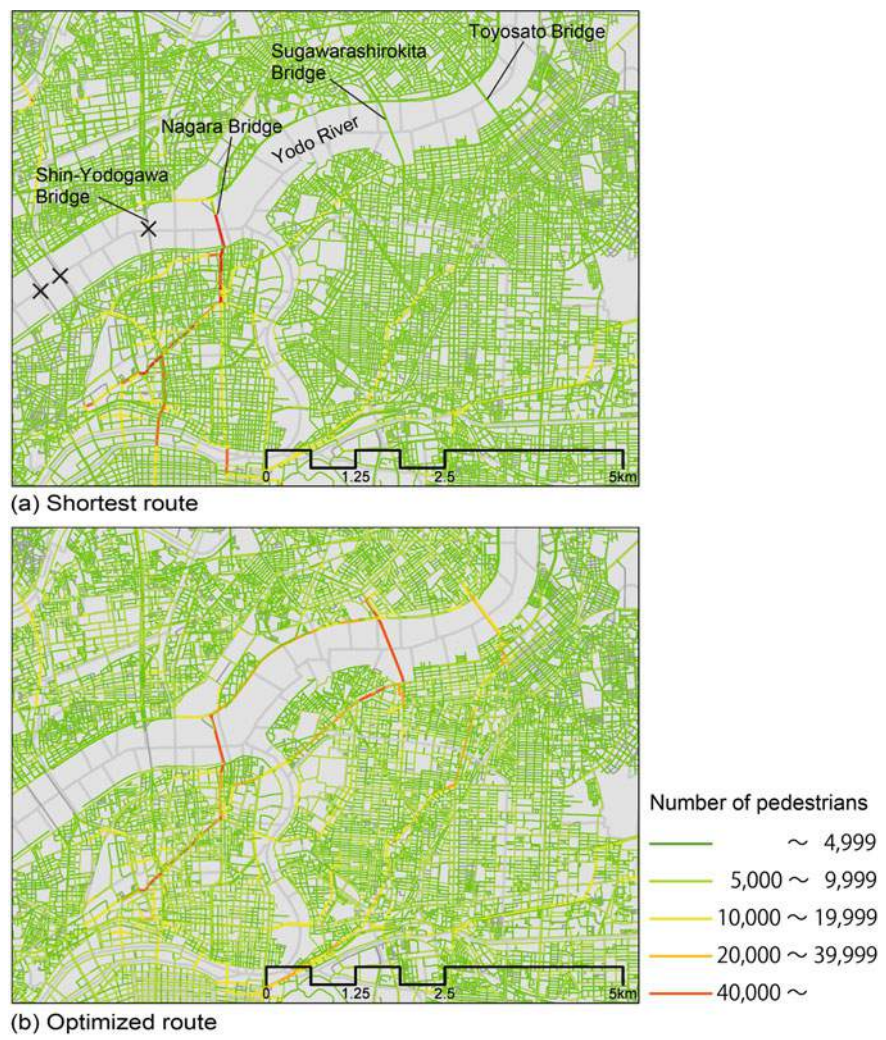 Toyosato Bridge
Sugawarashirokita
Bridge
Nagara Bridge
Yodo River
Shin-Yodogawa
Bridge
0 1.25 2.5 5km
(a) Shortest route
0 1.25 2.5 5km
(b) Optimized route
Number of pedestrians
～ 4,999
5,000 ～ 9,999
10,000 ～ 19,999
20,000 ～ 39,999
40,000 ～